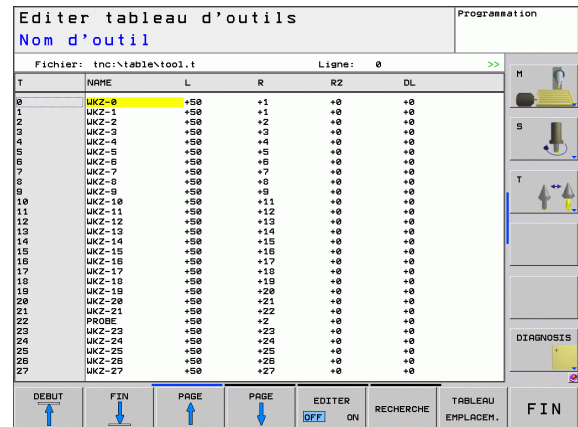 Editer tableau d'outils
Programmation
Nom d'outil
Fichier: tnc:\table\tool.t Ligne: 0 >>
T NAME L R R2 DL
0 WKZ-0 +50 +1 +0 +0
1 WKZ-1 +50 +1 +0 +0
2 WKZ-2 +50 +2 +0 +0
3 WKZ-3 +50 +3 +0 +0
4 WKZ-4 +50 +4 +0 +0
5 WKZ-5 +50 +5 +0 +0
6 WKZ-6 +50 +6 +0 +0
7 WKZ-7 +50 +7 +0 +0
8 WKZ-8 +50 +8 +0 +0
9 WKZ-9 +50 +9 +0 +0
10 WKZ-10 +50 +11 +0 +0
11 WKZ-11 +50 +12 +0 +0
12 WKZ-12 +50 +13 +0 +0
13 WKZ-13 +50 +14 +0 +0
14 WKZ-14 +50 +15 +0 +0
15 WKZ-15 +50 +16 +0 +0
16 WKZ-16 +50 +17 +0 +0
17 WKZ-17 +50 +18 +0 +0
18 WKZ-18 +50 +19 +0 +0
19 WKZ-19 +50 +20 +0 +0
20 WKZ-20 +50 +21 +0 +0
21 WKZ-21 +50 +22 +0 +0
22 PROBE +50 +2 +0 +0
23 WKZ-23 +50 +23 +0 +0
24 WKZ-24 +50 +24 +0 +0
25 WKZ-25 +50 +25 +0 +0
26 WKZ-26 +50 +26 +0 +0
27 WKZ-27 +50 +27 +0 +0
M
S
T
DIAGNOSIS
DEBUT
FIN
PAGE
PAGE
EDITER
OFF ON
RECHERCHE
TABLEAU
EMPLACEM.
FIN